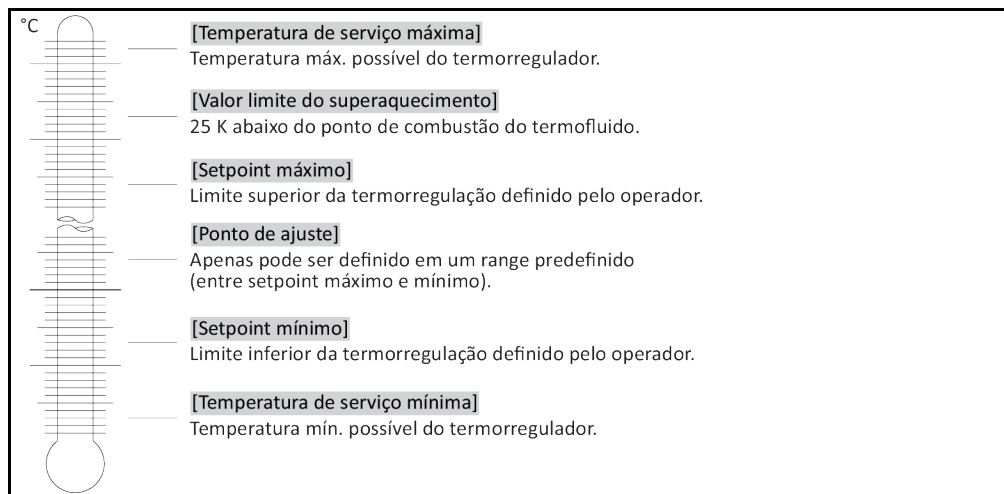 °C
[Temperatura de serviço máxima]
Temperatura máx. possível do termorregulador.
[Valor limite do superaquecimento]
25 K abaixo do ponto de combustão do termofluido.
[Setpoint máximo]
Limite superior da termorregulação definido pelo operador.
[Ponto de ajuste]
Apenas pode ser definido em um range predefinido
(entre setpoint máximo e mínimo).
[Setpoint mínimo]
Limite inferior da termorregulação definido pelo operador.
[Temperatura de serviço mínima]
Temperatura mín. possível do termorregulador.